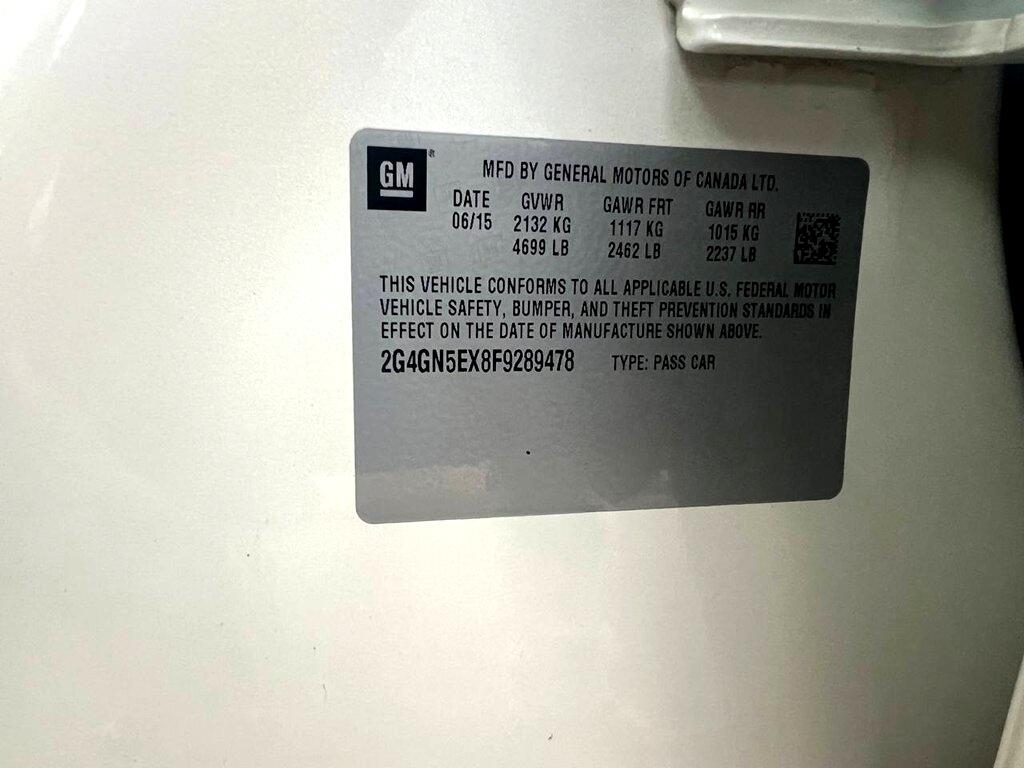 GM
MFD BY GENERAL MOTORS OF CANADA LTD.
DATE GVWR GAWR FRT GAWR RR
06/15 2132 KG 1117 KG 1015 KG
4699 LB 2462 LB 2237 LB
THIS VEHICLE CONFORMS TO ALL APPLICABLE U.S. FEDERAL MOTOR
VEHICLE SAFETY, BUMPER, AND THEFT PREVENTION STANDARDS IN
EFFECT ON THE DATE OF MANUFACTURE SHOWN ABOVE.
2G4GN5EX8F9289478 TYPE: PASS CAR